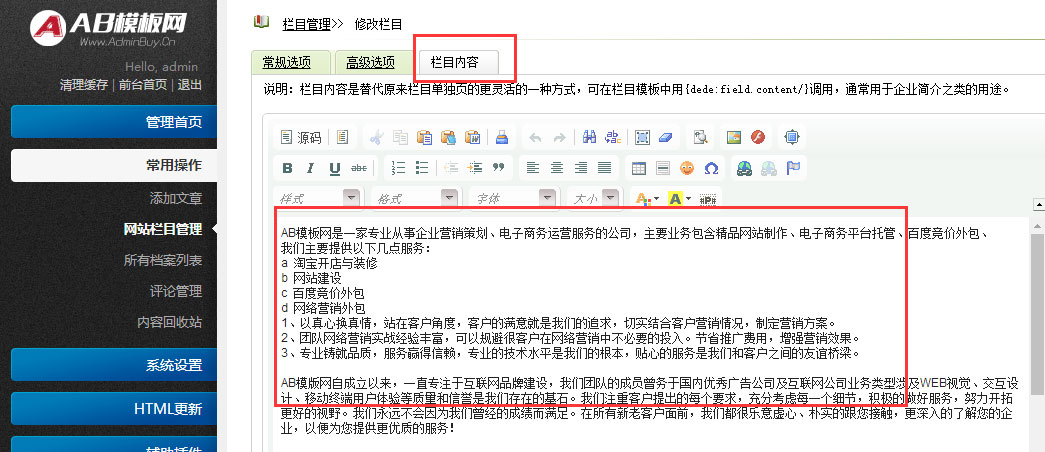 AB模板网
Www.AdminBuy.Cn
Hello, admin
清理缓存 | 前台首页 | 退出
管理首页
常用操作
添加文章
网站栏目管理
所有档案列表
评论管理
内容回收站
系统设置
HTML更新
辅助插件
栏目管理>> 修改栏目
常规选项 高级选项 栏目内容
说明：栏目内容是替代原来栏目单独页的更灵活的一种方式，可在栏目模板中用{dede:field.content/}调用，通常用于企业简介之类的用途。
源码
B I U abc
样式 格式 字体 大小
AB模板网是一家专业从事企业营销策划、电子商务运营服务的公司，主要业务包含精品网站制作、电子商务平台托管、百度竞价外包、
我们主要提供以下几点服务：
a 淘宝开店与装修
b 网站建设
c 百度竞价外包
d 网络营销外包
1、以真心换真情，站在客户角度，客户的满意就是我们的追求，切实结合客户营销情况，制定营销方案。
2、团队网络营销实战经验丰富，可以规避很客户在网络营销中不必要的投入。节省推广费用，增强营销效果。
3、专业铸就品质，服务赢得信赖，专业的技术水平是我们的根本，贴心的服务是我们和客户之间的友谊桥梁。
AB模版网自成立以来，一直专注于互联网品牌建设，我们团队的成员曾务于国内优秀广告公司及互联网公司业务类型涉及WEB视觉、交互设
计、移动终端用户体验等质量和信誉是我们存在的基石。我们注重客户提出的每个要求，充分考虑每一个细节，积极的做好服务，努力开拓
更好的视野。我们永远不会因为我们曾经的成绩而满足。在所有新老客户面前，我们都很乐意虚心、朴实的跟您接触，更深入的了解您的企
业，以便为您提供更优质的服务！